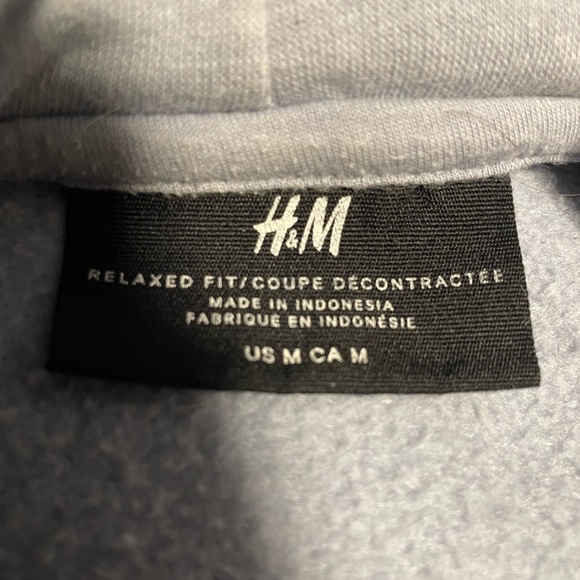 H&M
RELAXED FIT/COUPE DÉCONTRACTÉE
MADE IN INDONESIA
FABRIQUE EN INDONÉSIE
US M CA M